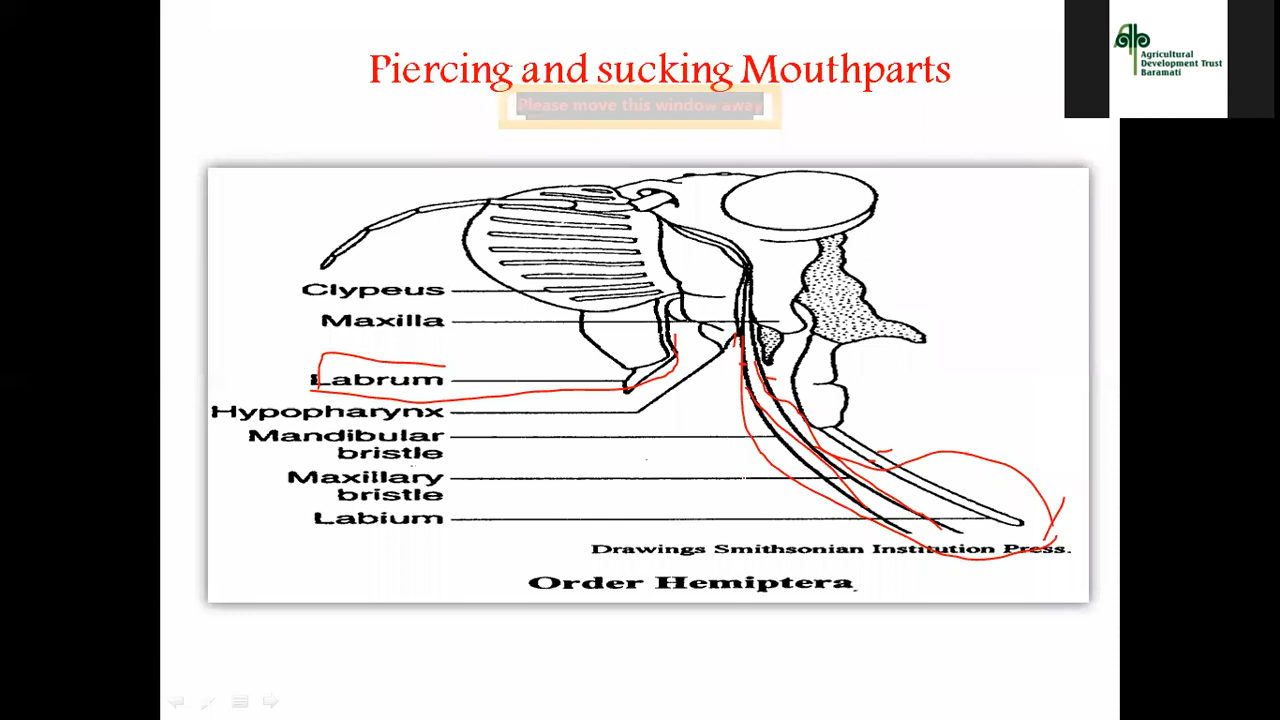 Agricultural
Development Trust
Baramati
Piercing and sucking Mouthparts
Please move this window away
Clypeus
Maxilla
Labrum
Hypopharynx
Mandibular
bristle
Maxillary
bristle
Labium
Drawings Smithsonian Institution Press.
Order Hemiptera